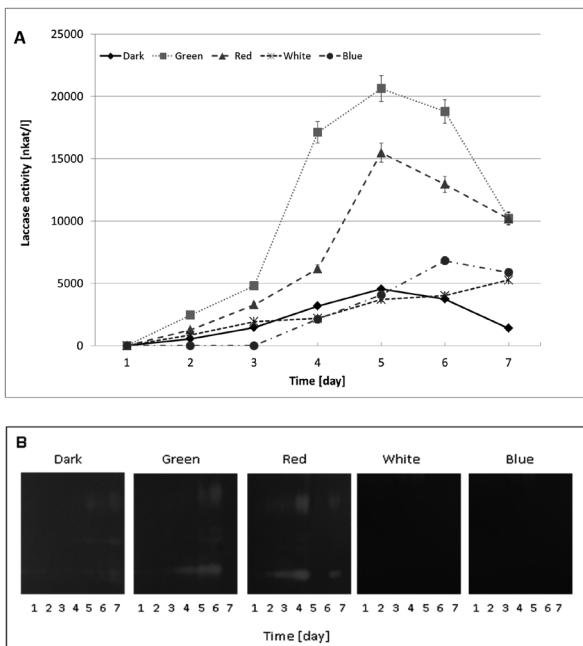 A
25000
20000
15000
10000
5000
0
Laccase activity [nkat/l]
Dark Green Red White Blue
1 2 3 4 5 6 7
Time [day]
B
Dark Green Red White Blue
1 2 3 4 5 6 7 1 2 3 4 5 6 7 1 2 3 4 5 6 7 1 2 3 4 5 6 7 1 2 3 4 5 6 7
Time [day]